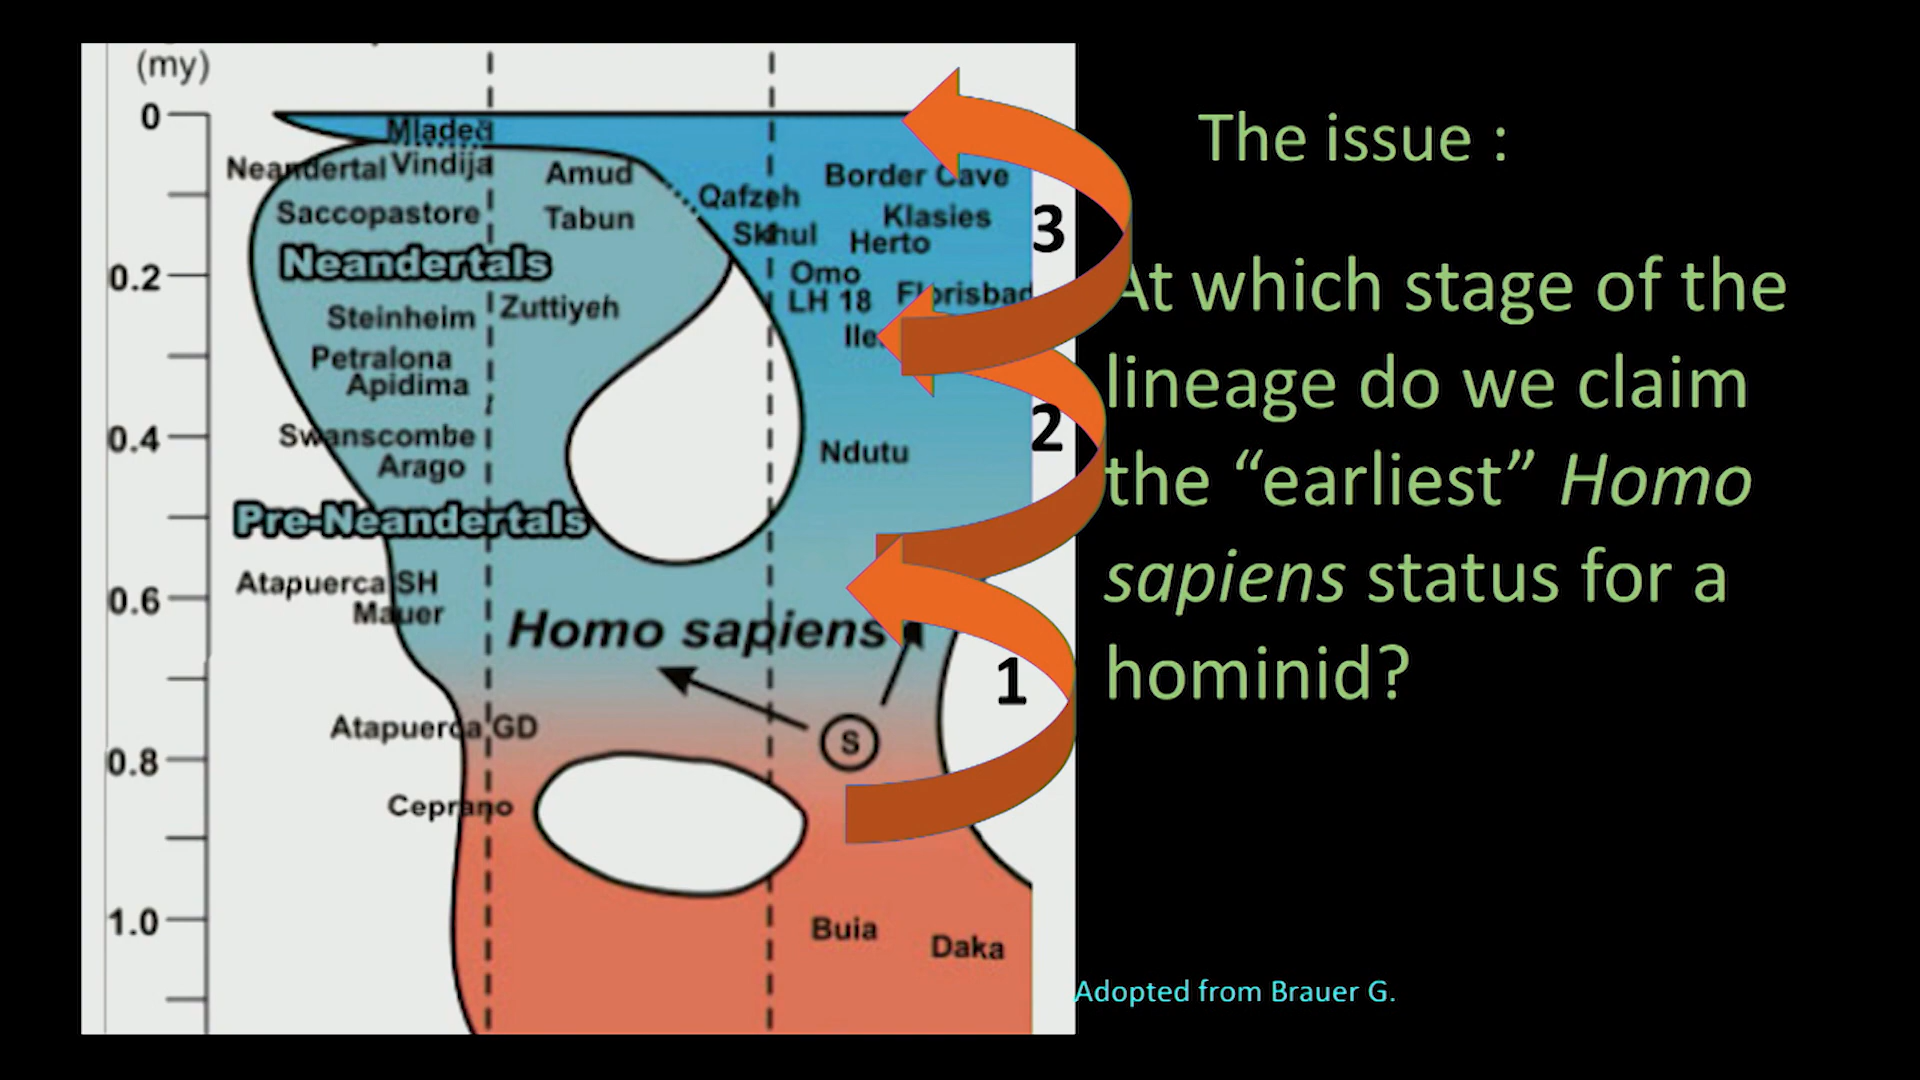 (my)
0
Mladeč
Neandertal Vindija
Amud
Border Cave
Qafzeh
Saccopastore
Tabun
Klasies
3
Skhul
Herto
Neandertals
0.2
Omo
LH 18
Florisbad
Steinheim
Zuttiyeh
Petralona
Apidima
0.4
Swanscombe
Arago
Ndutu
2
Pre-Neandertals
Atapuerca SH
0.6
Mauer
Homo sapiens
1
Atapuerca GD
S
0.8
Ceprano
1.0
Buia
Daka
The issue :
At which stage of the
lineage do we claim
the “earliest” Homo
sapiens status for a
hominid?
Adopted from Brauer G.